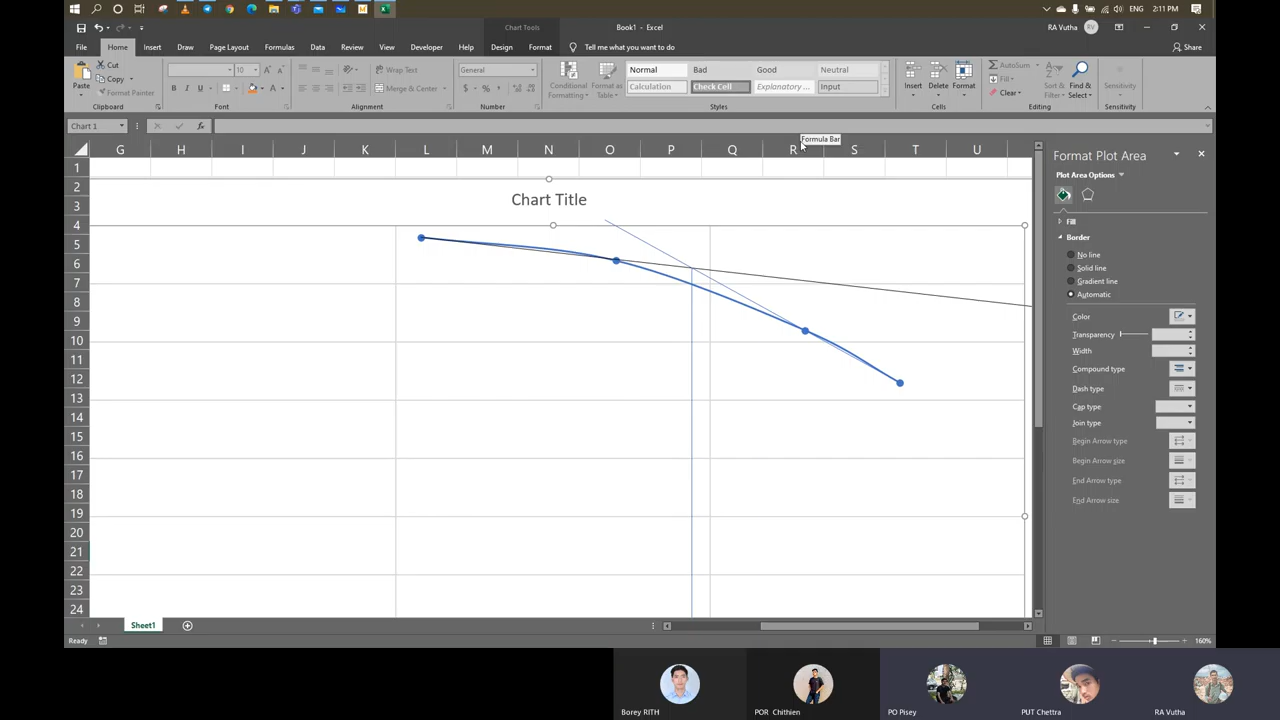 ENG
2:11 PM
Chart Tools
Book1 - Excel
RA Vutha
RV
File
Home
Insert
Draw
Page Layout
Formulas
Data
Review
View
Developer
Help
Design
Format
Tell me what you want to do
Share
Paste
Cut
Copy
Format Painter
Clipboard
10
B I U
Font
Wrap Text
Merge & Center
Alignment
General
Number
Conditional Formatting
Format as Table
Normal
Bad
Good
Neutral
Calculation
Check Cell
Explanatory ...
Input
Styles
Insert
Delete
Format
Cells
AutoSum
Fill
Clear
Sort & Filter
Find & Select
Editing
Sensitivity
Sensitivity
Chart 1
fx
Formula Bar
G H I J K L M N O P Q R S T U
1
2
3
4
5
6
7
8
9
10
11
12
13
14
15
16
17
18
19
20
21
22
23
24
Chart Title
Format Plot Area
Plot Area Options
Fill
Border
No line
Solid line
Gradient line
Automatic
Color
Transparency
Width
Compound type
Dash type
Cap type
Join type
Begin Arrow type
Begin Arrow size
End Arrow type
End Arrow size
Sheet1
Ready
160%
Borey RITH
POR Chithien
PO Pisey
PUT Chettra
RA Vutha